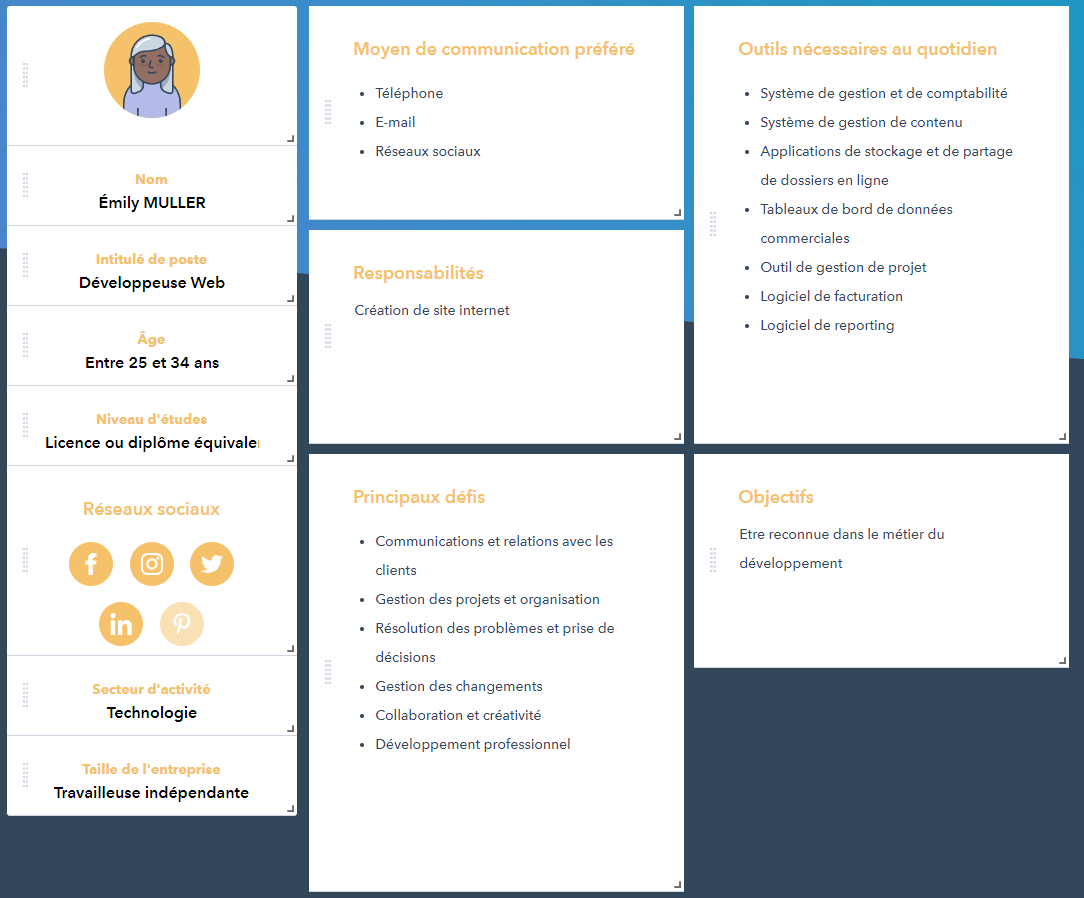 Nom
Émily MULLER
Intitulé de poste
Développeuse Web
Âge
Entre 25 et 34 ans
Niveau d'études
Licence ou diplôme équivaler
Réseaux sociaux
Secteur d'activité
Technologie
Taille de l'entreprise
Travailleuse indépendante
Moyen de communication préféré
Téléphone
E-mail
Réseaux sociaux
Responsabilités
Création de site internet
Principaux défis
Communications et relations avec les
clients
Gestion des projets et organisation
Résolution des problèmes et prise de
décisions
Gestion des changements
Collaboration et créativité
Développement professionnel
Outils nécessaires au quotidien
Système de gestion et de comptabilité
Système de gestion de contenu
Applications de stockage et de partage
de dossiers en ligne
Tableaux de bord de données
commerciales
Outil de gestion de projet
Logiciel de facturation
Logiciel de reporting
Objectifs
Etre reconnue dans le métier du
développement